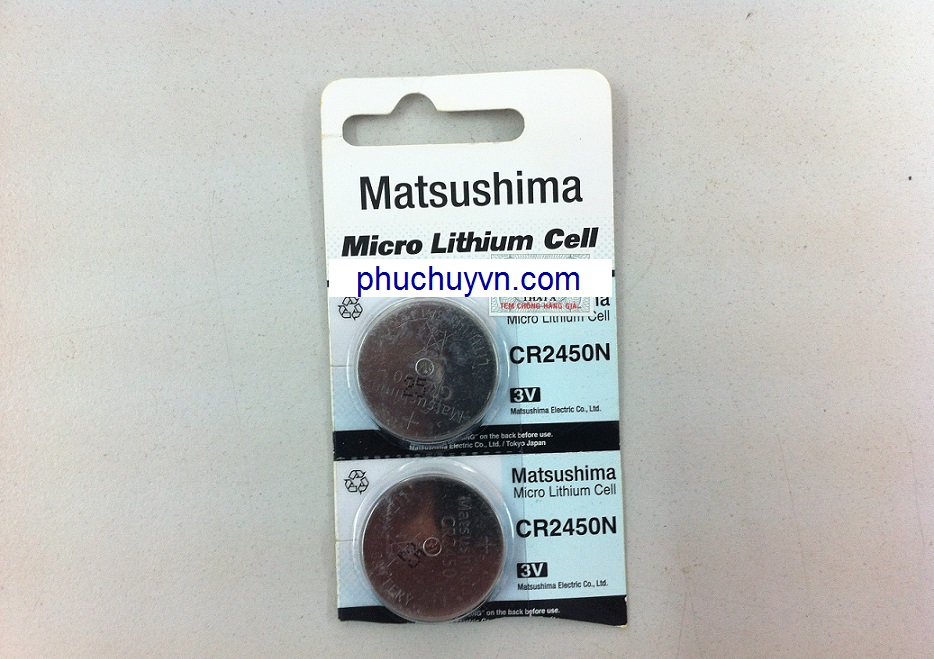 Matsushima
Micro Lithium Cell
phuchuyvn.com
TEM CHỐNG HÀNG GIẢ
Micro Lithium Cell
CR2450N
3V
Matsushima Electric Co., Ltd.
on the back before use.
Matsushima Electric Co., Ltd. / Tokyo Japan
Matsushima
Micro Lithium Cell
CR2450N
3V
Matsushima Electric Co., Ltd.
on the back before use.